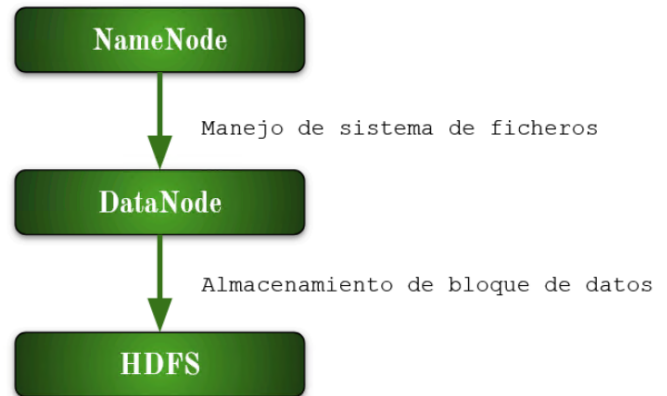 NameNode
Manejo de sistema de ficheros
DataNode
Almacenamiento de bloque de datos
HDFS